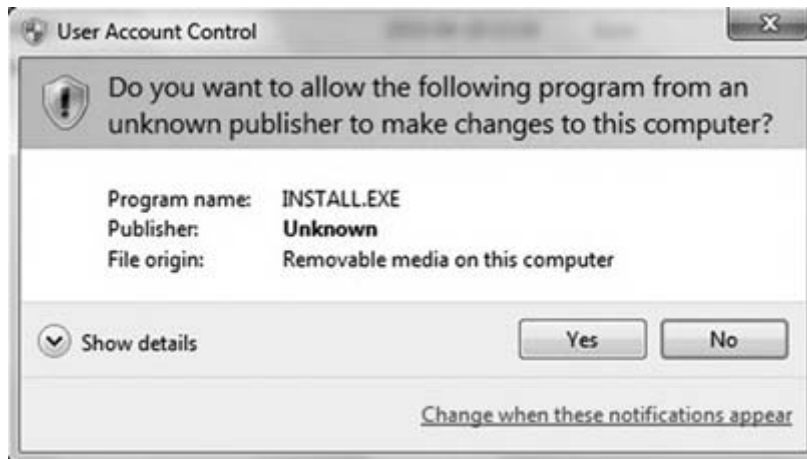 User Account Control
Do you want to allow the following program from an
unknown publisher to make changes to this computer?
Program name: INSTALL.EXE
Publisher: Unknown
File origin: Removable media on this computer
Show details
Yes No
Change when these notifications appear